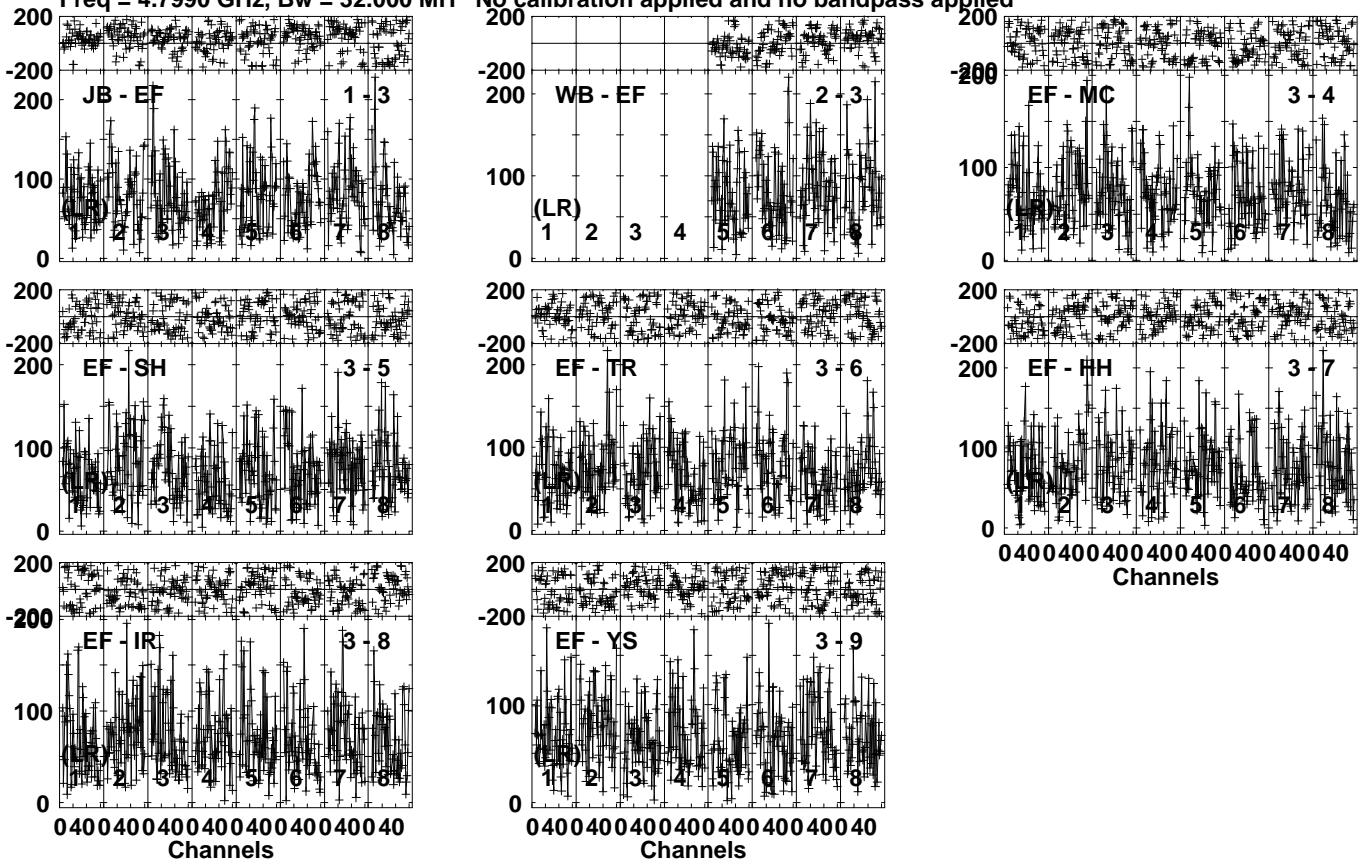 Freq = 4.7990 GHz, Bw = 32.000 MH No calibration applied and no bandpass applied
200
-200
JB - EF 1 - 3
200
100
0
(LR)
1 2 3 4 5 6 7 8
200
-200
WB - EF 2 - 3
200
100
0
(LR)
1 2 3 4 5 6 7 8
200
-200
EF - MC 3 - 4
200
100
0
(LR)
1 2 3 4 5 6 7 8
200
-200
EF - SH 3 - 5
200
100
0
(LR)
1 2 3 4 5 6 7 8
200
-200
EF - TR 3 - 6
200
100
0
(LR)
1 2 3 4 5 6 7 8
200
-200
EF - HH 3 - 7
200
100
0
(LR)
1 2 3 4 5 6 7 8
0 40 0 40 0 40 0 40 0 40 0 40 0 40 0 40
Channels
200
-200
EF - IR 3 - 8
200
100
0
(LR)
1 2 3 4 5 6 7 8
0 40 0 40 0 40 0 40 0 40 0 40 0 40 0 40
Channels
200
-200
EF - YS 3 - 9
200
100
0
(LR)
1 2 3 4 5 6 7 8
0 40 0 40 0 40 0 40 0 40 0 40 0 40 0 40
Channels